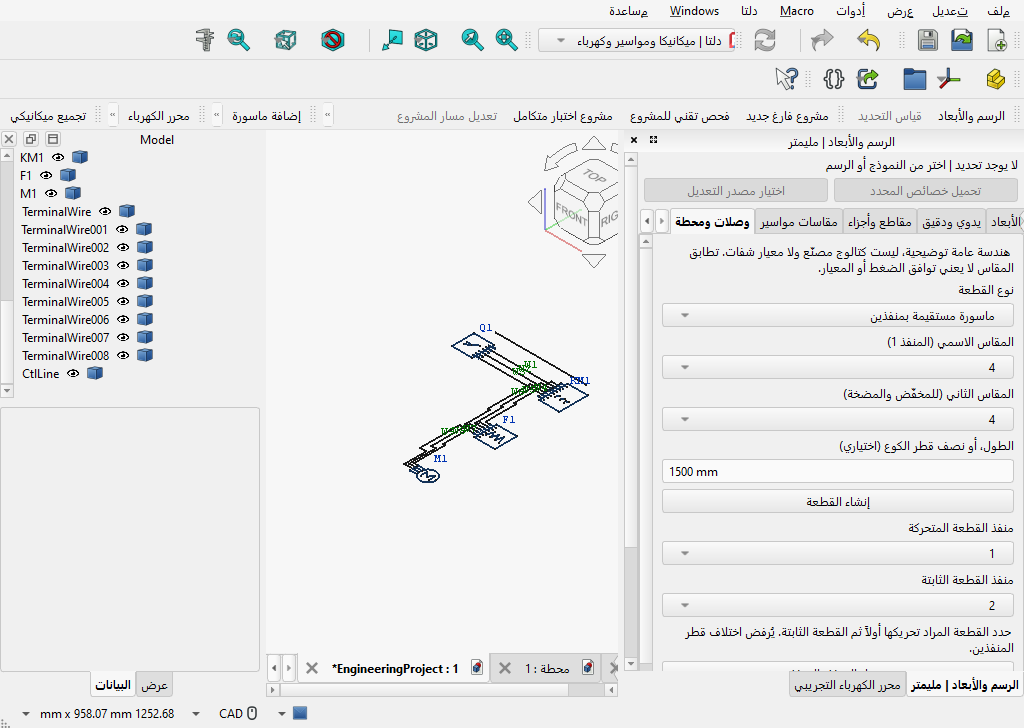 ملف تعديل عرض أدوات Macro دلتا Windows مساعدة
دلتا | ميكانيكا ومواسير وكهرباء
الرسم والأبعاد قياس التحديد مشروع فارغ جديد فحص تقني للمشروع مشروع اختبار متكامل تعديل مسار المشروع إضافة ماسورة محرر الكهرباء تجميع ميكانيكي
الرسم والأبعاد | مليمتر
لا يوجد تحديد | اختر من النموذج أو الرسم
تحميل خصائص المحدد اختيار مصدر التعديل
الأبعاد يدوي ودقيق مقاطع وأجزاء مقاسات مواسير وصلات ومحطة
هندسة عامة توضيحية، ليست كتالوج مصنّع ولا معيار شفات. تطابق
المقاس لا يعني توافق الضغط أو المعيار.
نوع القطعة
ماسورة مستقيمة بمنفذين
المقاس الاسمي (المنفذ 1)
4
المقاس الثاني (للمخفّض والمضخة)
4
الطول، أو نصف قطر الكوع (اختياري)
1500 mm
إنشاء القطعة
منفذ القطعة المتحركة
1
منفذ القطعة الثابتة
2
حدد القطعة المراد تحريكها أولاً ثم القطعة الثابتة. يُرفض اختلاف قطر
المنفذين.
الرسم والأبعاد | مليمتر محرر الكهرباء التجريبي
Model
KM1
F1
M1
TerminalWire
TerminalWire001
TerminalWire002
TerminalWire003
TerminalWire004
TerminalWire005
TerminalWire006
TerminalWire007
TerminalWire008
CtlLine
عرض البيانات
TOP
FRONT
RIG
Q1
W1
F1
M1
*EngineeringProject : 1
محطة : 1
mm x 958.07 mm 1252.68
CAD